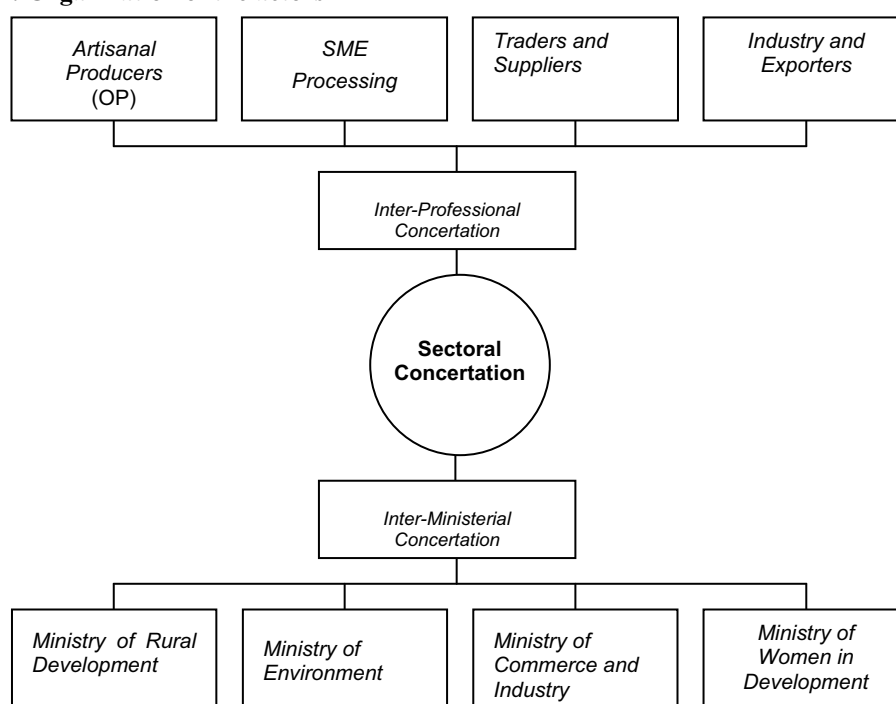 Artisanal
Producers
(OP)
SME
Processing
Traders and
Suppliers
Industry and
Exporters
Inter-Professional
Concertation
Sectoral
Concertation
Inter-Ministerial
Concertation
Ministry of Rural
Development
Ministry of
Environment
Ministry of
Commerce and
Industry
Ministry of
Women in
Development